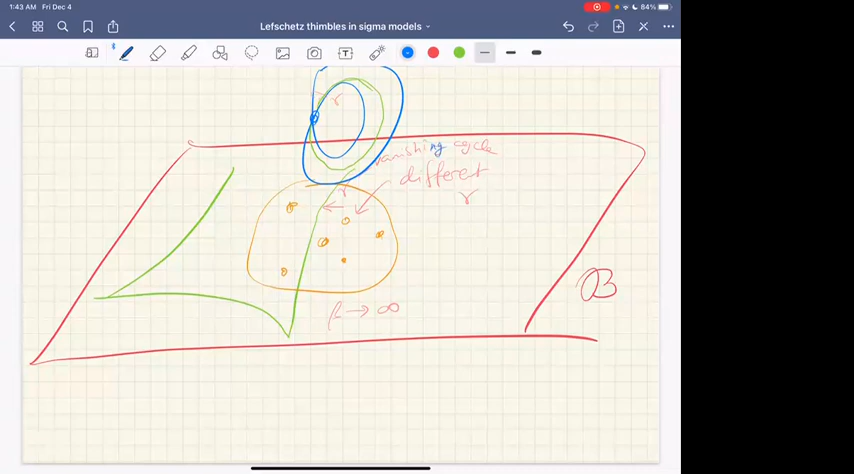 1:43 AM Fri Dec 4
84%
Lefschetz thimbles in sigma models
T
γ
vanishing cycle
different
γ
γ
β → ∞
B